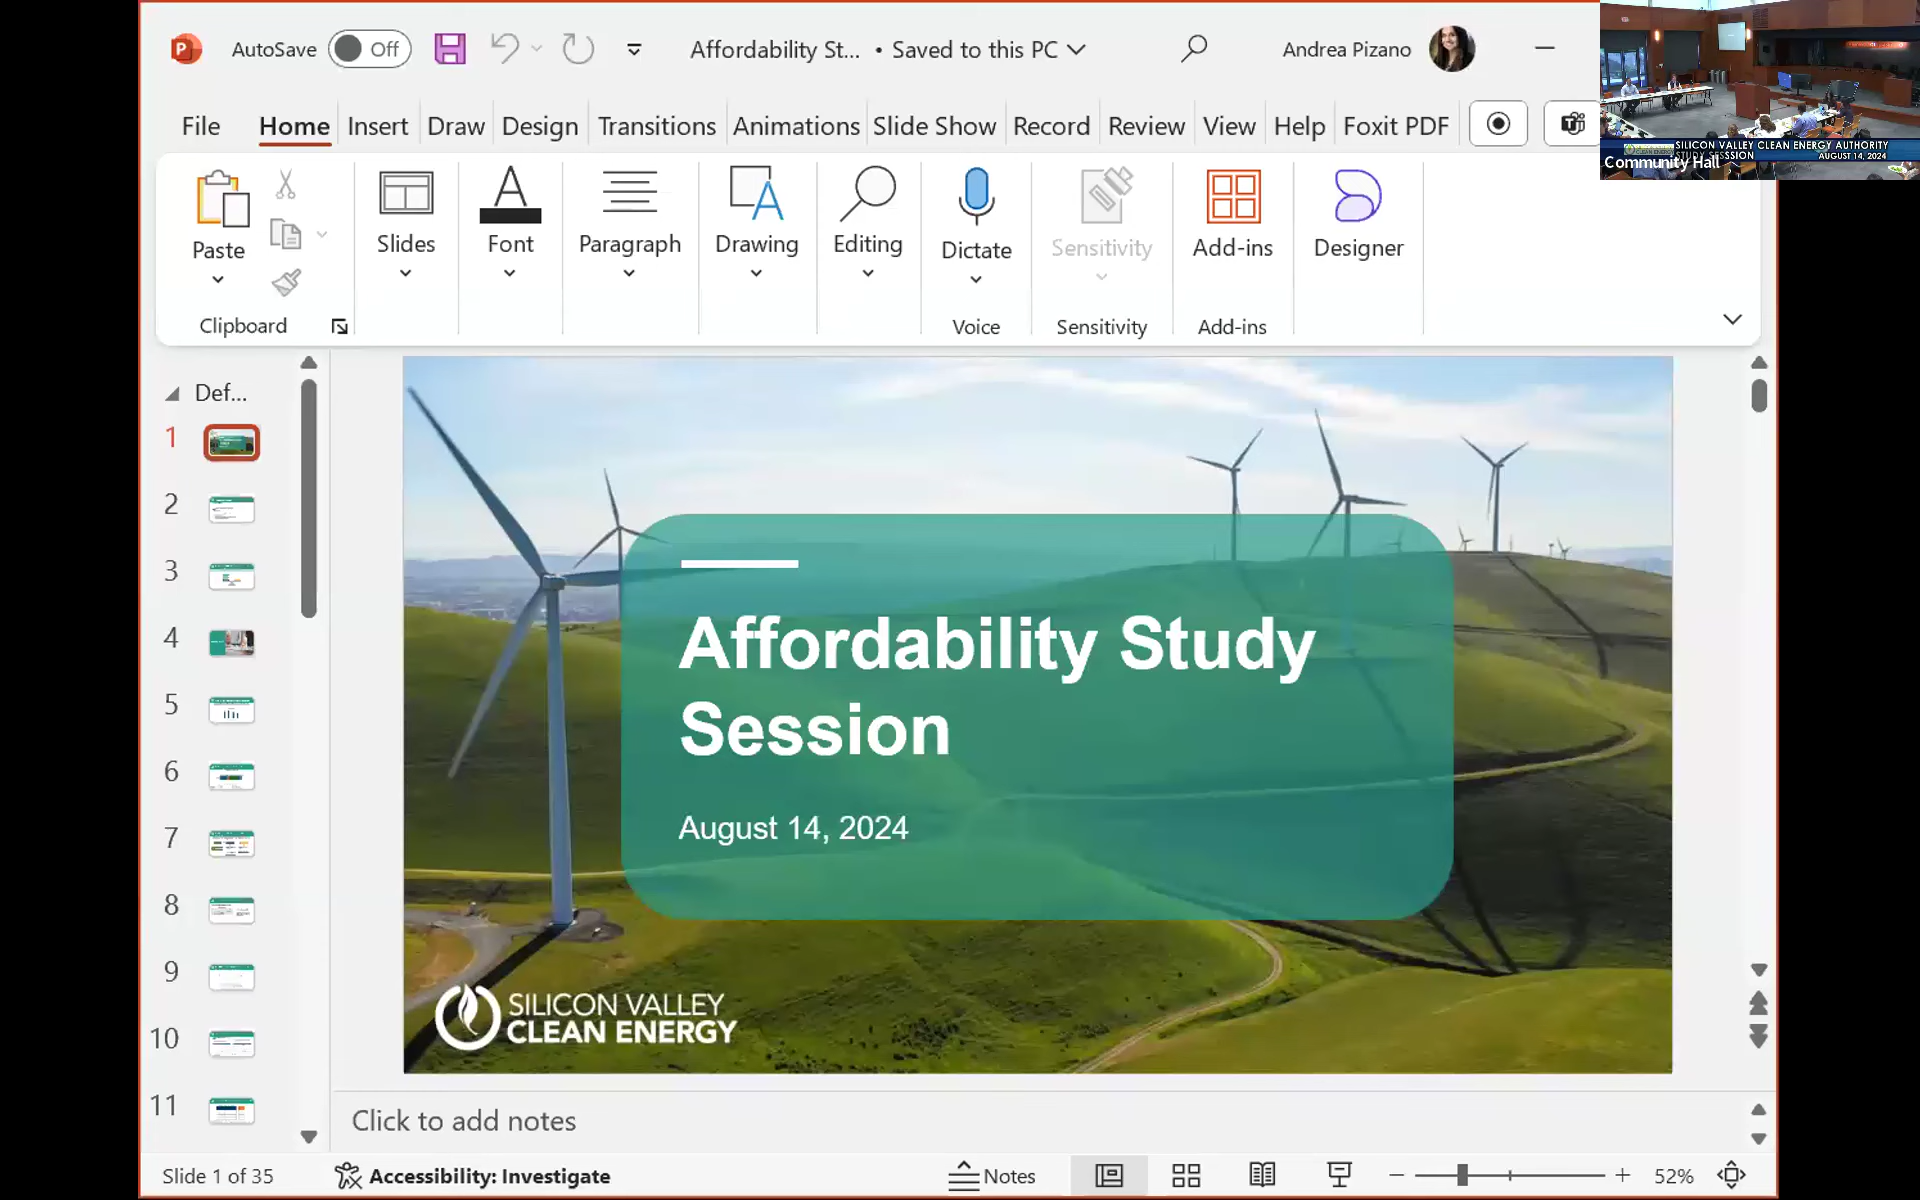 AutoSave Off Affordability St... • Saved to this PC Andrea Pizano
File Home Insert Draw Design Transitions Animations Slide Show Record Review View Help Foxit PDF
Paste Slides Font Paragraph Drawing Editing Dictate Sensitivity Add-ins Designer
Clipboard Voice Sensitivity Add-ins
SILICON VALLEY CLEAN ENERGY AUTHORITY
STUDY SESSSION AUGUST 14, 2024
Community Hall
Def...
1
2
3
4
5
6
7
8
9
10
11
Affordability Study
Session
August 14, 2024
SILICON VALLEY
CLEAN ENERGY
Click to add notes
Slide 1 of 35 Accessibility: Investigate Notes 52%